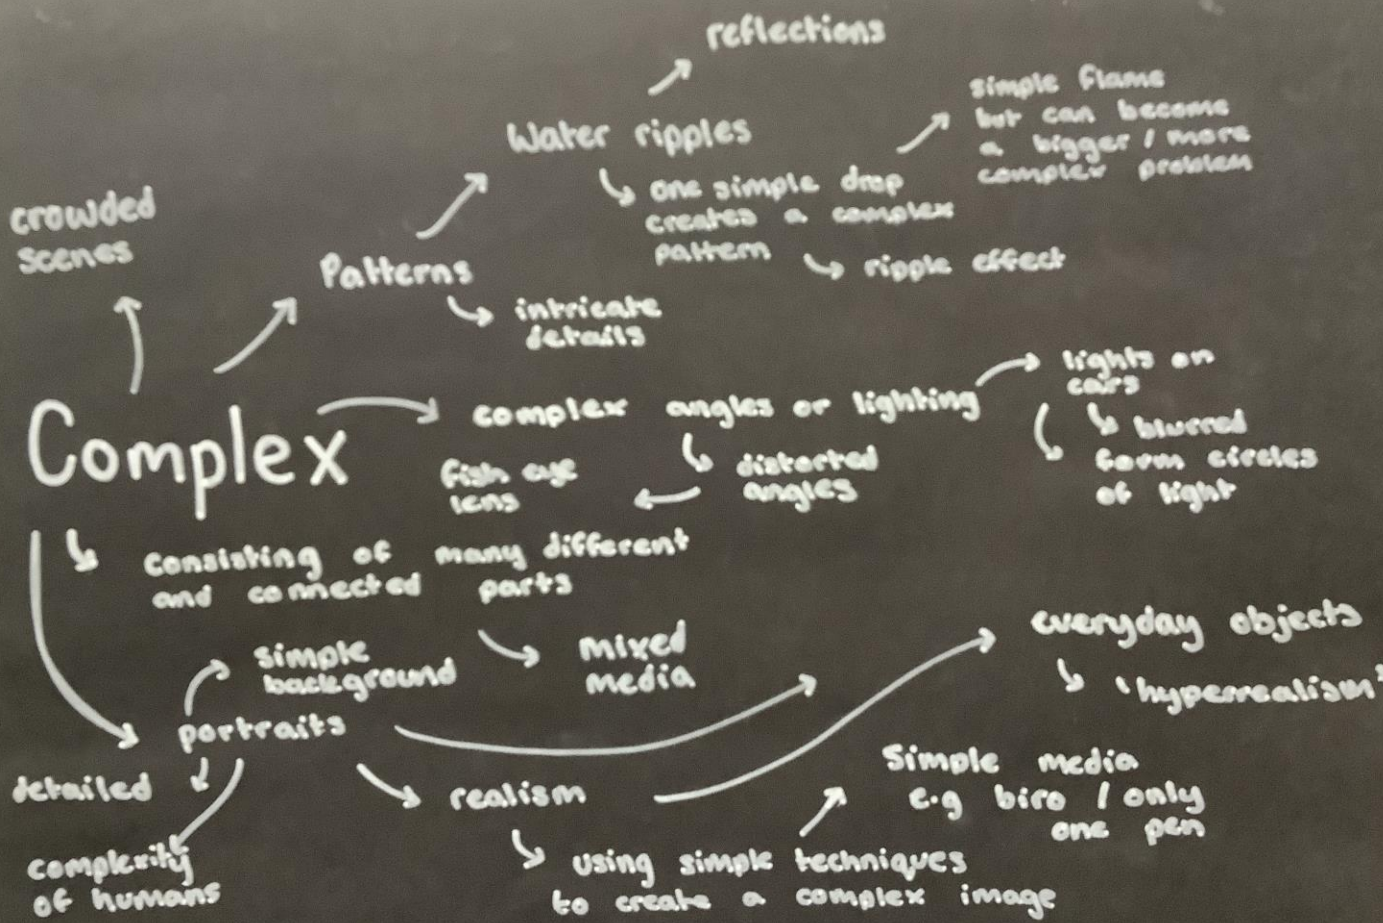 reflections
simple flame
but can become
a bigger / more
complex problem
Water ripples
one simple drop
creates a complex
pattern
ripple effect
crowded
scenes
Patterns
intricate
details
Complex
complex angles or lighting
lights on
cars
blurred
form circles
of light
distorted
angles
fish eye
lens
consisting of many different
and connected parts
mixed
media
simple
background
portraits
detailed
complexity
of humans
realism
everyday objects
'hyperrealism'
using simple techniques
to create a complex image
Simple media
e.g biro / only
one pen